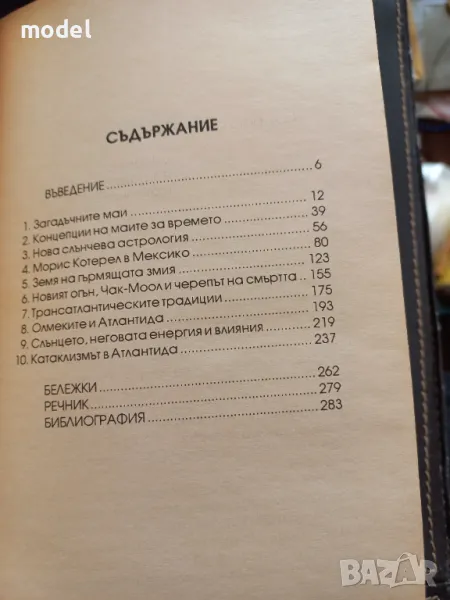 model
СЪДЪРЖАНИЕ
ВЪВЕДЕНИЕ 6
1. Загадъчните маи 12
2. Концепции на маите за времето 39
3. Нова слънчева астрология 56
4. Морис Котерел в Мексико 80
5. Земя на гърмящата змия 123
6. Новият огън, Чак-Моол и черепът на смъртта 155
7. Трансатлантическите традиции 175
8. Олмеките и Атлантида 193
9. Слънцето, неговата енергия и влияния 219
10. Катаклизмът в Атлантида 237
БЕЛЕЖКИ 262
РЕЧНИК 279
БИБЛИОГРАФИЯ 283
BAZAR